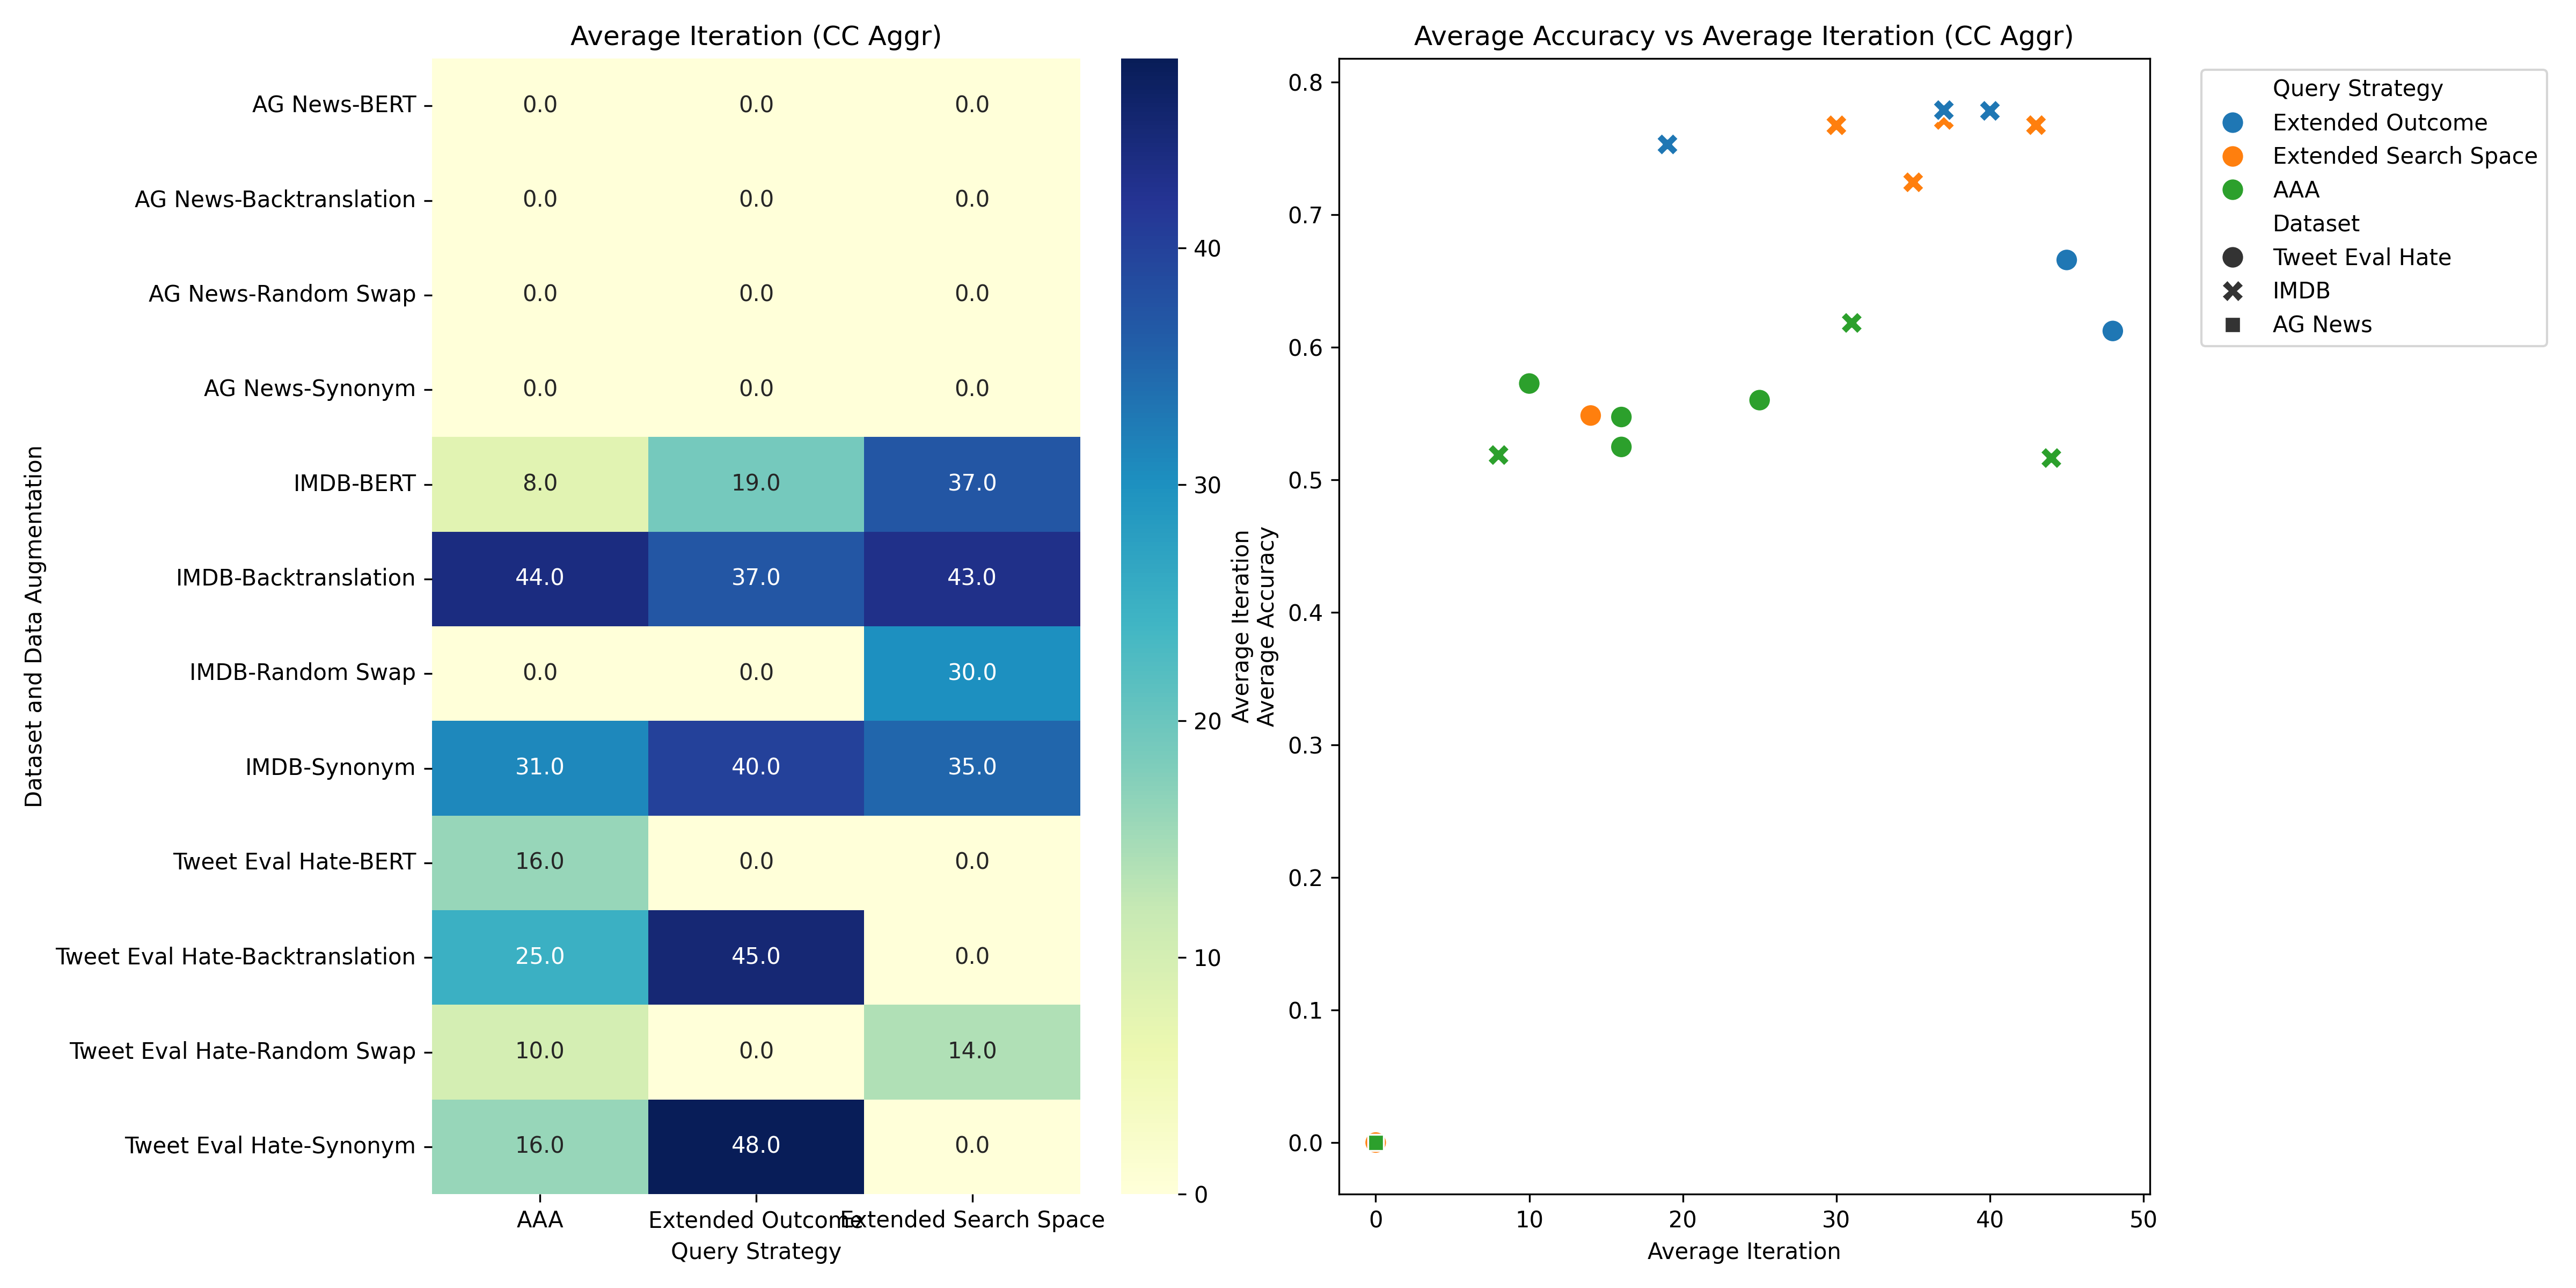 Average Iteration (CC Aggr)
Dataset and Data Augmentation
AG News-BERT
0.0 0.0 0.0
AG News-Backtranslation
0.0 0.0 0.0
AG News-Random Swap
0.0 0.0 0.0
AG News-Synonym
0.0 0.0 0.0
IMDB-BERT
8.0 19.0 37.0
IMDB-Backtranslation
44.0 37.0 43.0
IMDB-Random Swap
0.0 0.0 30.0
IMDB-Synonym
31.0 40.0 35.0
Tweet Eval Hate-BERT
16.0 0.0 0.0
Tweet Eval Hate-Backtranslation
25.0 45.0 0.0
Tweet Eval Hate-Random Swap
10.0 0.0 14.0
Tweet Eval Hate-Synonym
16.0 48.0 0.0
AAA
Extended Outcome
Extended Search Space
Query Strategy
40
30
20
10
0
Average Iteration
Average Accuracy vs Average Iteration (CC Aggr)
Average Accuracy
0.8
0.7
0.6
0.5
0.4
0.3
0.2
0.1
0.0
0 10 20 30 40 50
Average Iteration
Query Strategy
Extended Outcome
Extended Search Space
AAA
Dataset
Tweet Eval Hate
IMDB
AG News